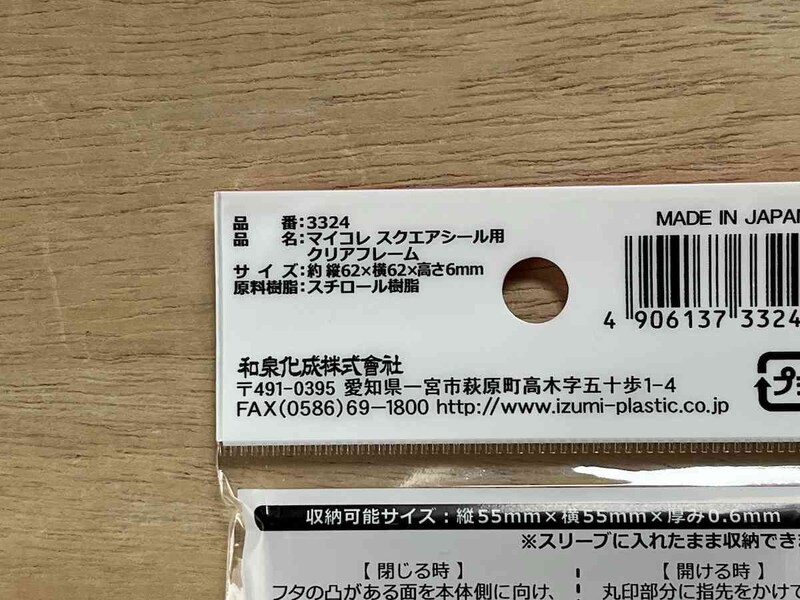 品番:3324
品名:マイコレ スクエアシール用
クリアフレーム
サイズ:約 縦62×横62×高さ6mm
原料樹脂:スチロール樹脂
MADE IN JAPAN
4 906137 3324
和泉化成株式會社
〒491-0395 愛知県一宮市萩原町高木字五十歩1-4
FAX(0586)69-1800 http://www.izumi-plastic.co.jp
プラ
収納可能サイズ:縦55mm×横55mm×厚み0.6mm
※スリーブに入れたまま収納できま
【 閉じる時 】
フタの凸がある面を本体側に向け、
【 開ける時 】
丸印部分に指先をかけて